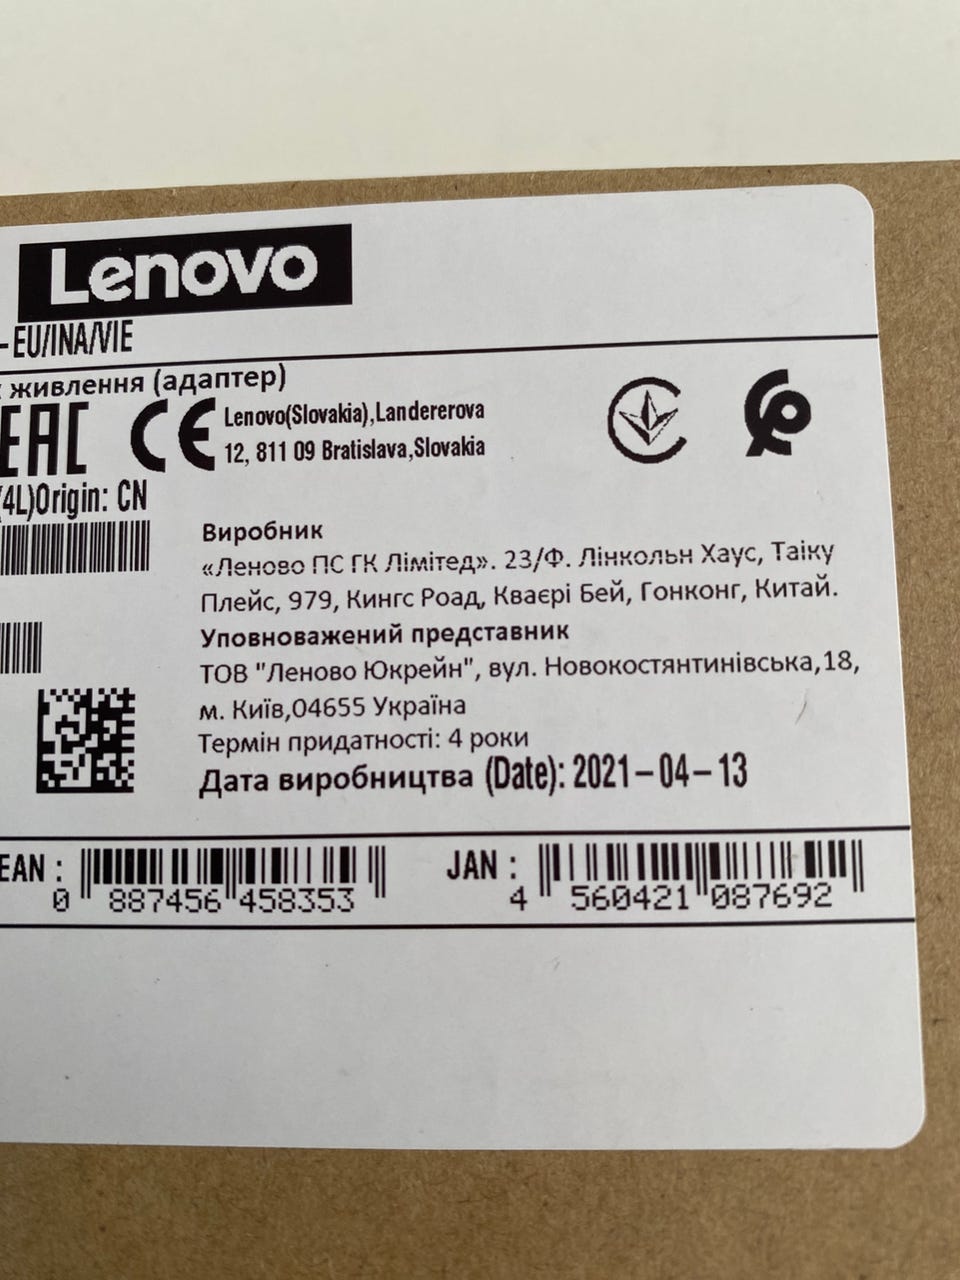 Lenovo
-EU/INA/VIE
к живлення (адаптер)
EAC CE Lenovo(Slovakia),Landererova
12, 811 09 Bratislava,Slovakia
(4L)Origin: CN
Виробник
«Леново ПС ГК Лімітед». 23/Ф. Лінкольн Хаус, Таіку
Плейс, 979, Кингс Роад, Кваєрі Бей, Гонконг, Китай.
Уповноважений представник
ТОВ "Леново Юкрейн", вул. Новокостянтинівська,18,
м. Київ,04655 Україна
Термін придатності: 4 роки
Дата виробництва (Date): 2021-04-13
EAN : 0 887456 458353
JAN : 4 560421 087692